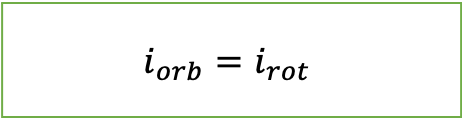 i_orb = i_rot